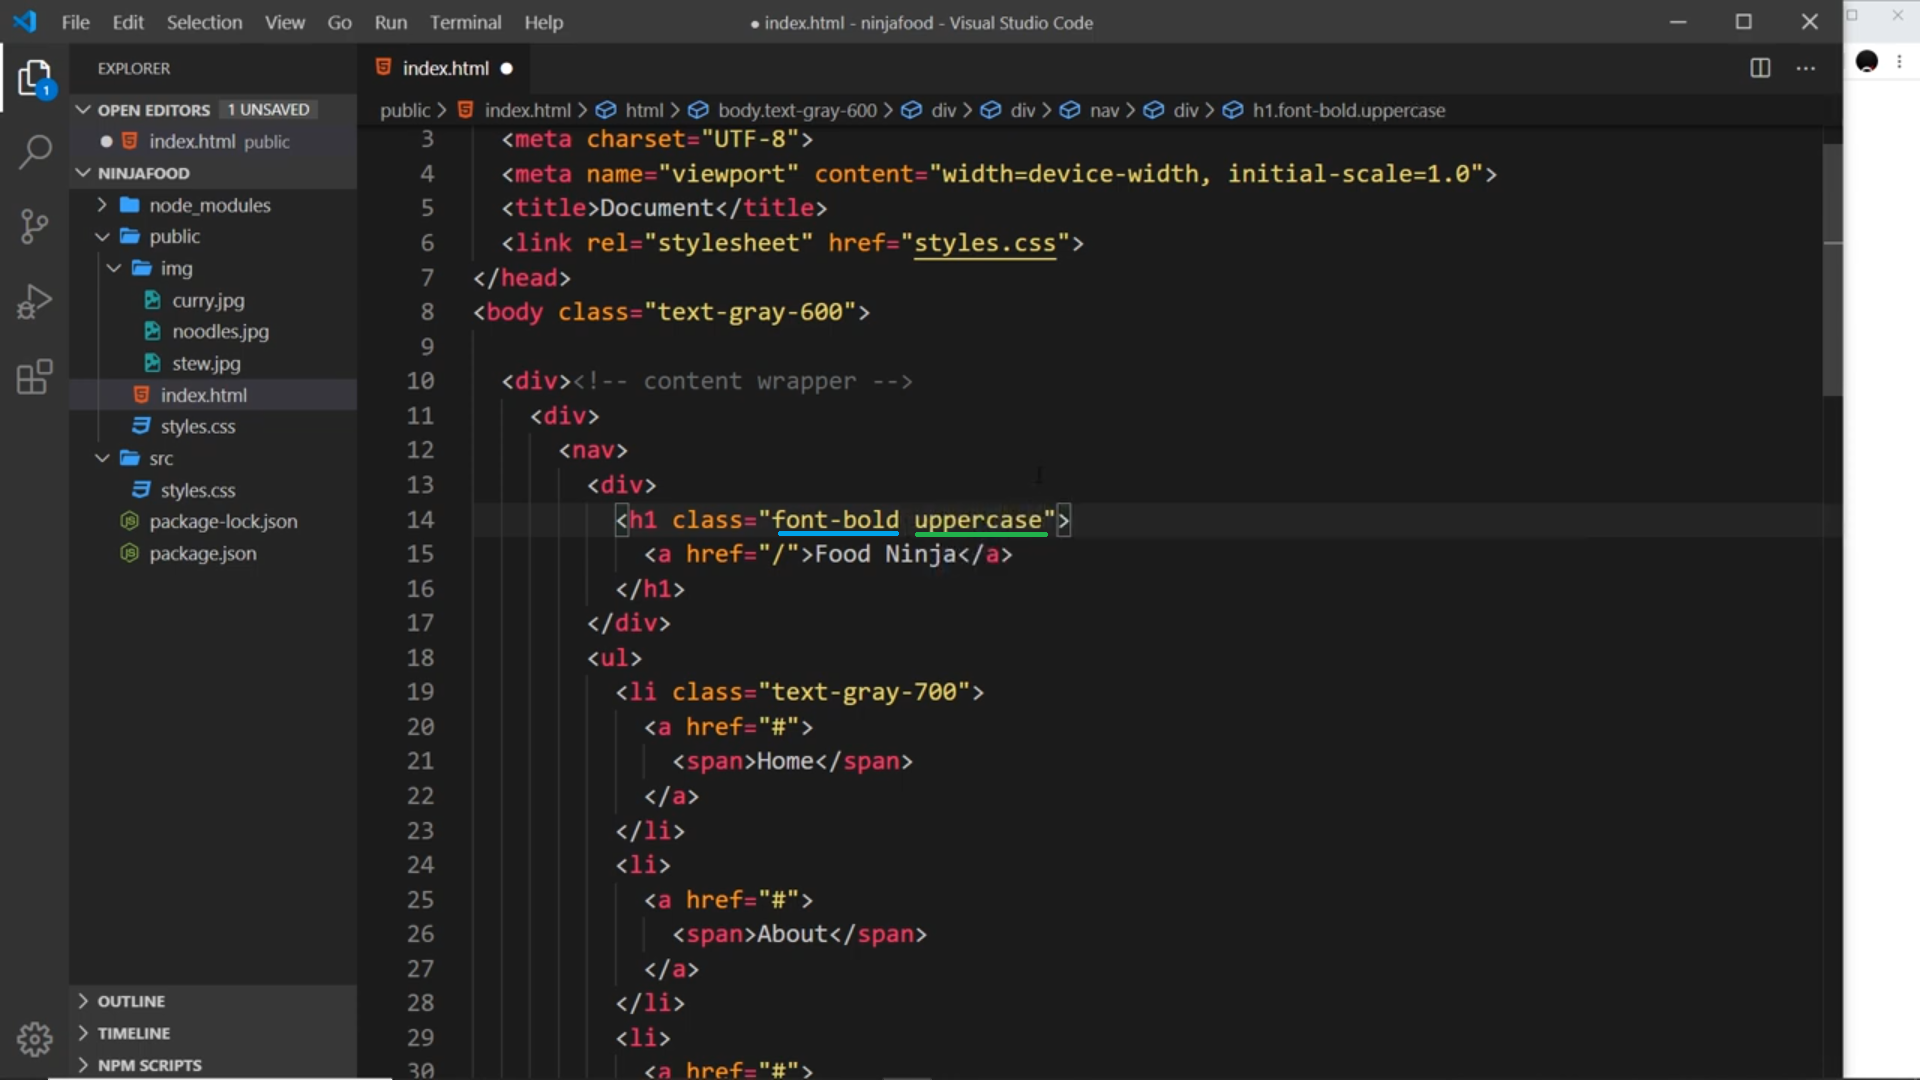 File Edit Selection View Go Run Terminal Help
● index.html - ninjafood - Visual Studio Code
EXPLORER
OPEN EDITORS 1 UNSAVED
index.html public
NINJAFOOD
node_modules
public
img
curry.jpg
noodles.jpg
stew.jpg
index.html
styles.css
src
styles.css
package-lock.json
package.json
OUTLINE
TIMELINE
NPM SCRIPTS
1
index.html
public > index.html > html > body.text-gray-600 > div > div > nav > div > h1.font-bold.uppercase
3 <meta charset="UTF-8">
4 <meta name="viewport" content="width=device-width, initial-scale=1.0">
5 <title>Document</title>
6 <link rel="stylesheet" href="styles.css">
7 </head>
8 <body class="text-gray-600">
9
10 <div><!-- content wrapper -->
11 <div>
12 <nav>
13 <div>
14 <h1 class="font-bold uppercase">
15 <a href="/">Food Ninja</a>
16 </h1>
17 </div>
18 <ul>
19 <li class="text-gray-700">
20 <a href="#">
21 <span>Home</span>
22 </a>
23 </li>
24 <li>
25 <a href="#">
26 <span>About</span>
27 </a>
28 </li>
29 <li>
30 <a href="#">